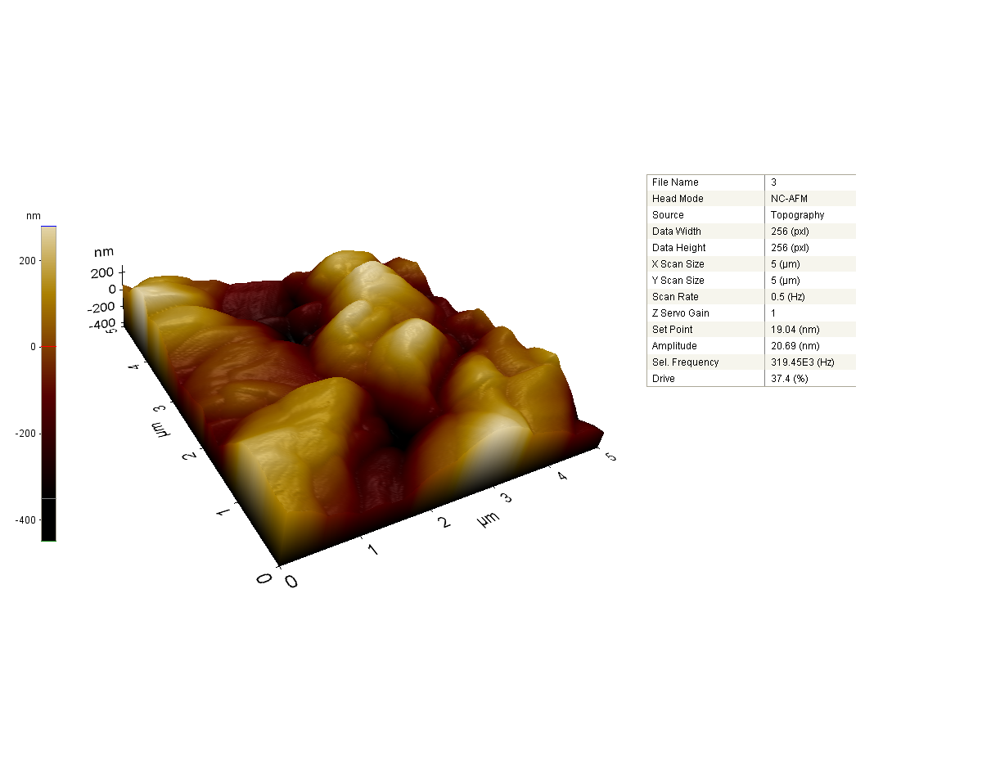 nm
200
0
-200
-400
nm
200
0
-200
-400
5
4
3
µm
2
1
0
0
1
2
µm
3
4
5
File Name 3
Head Mode NC-AFM
Source Topography
Data Width 256 (pxl)
Data Height 256 (pxl)
X Scan Size 5 (µm)
Y Scan Size 5 (µm)
Scan Rate 0.5 (Hz)
Z Servo Gain 1
Set Point 19.04 (nm)
Amplitude 20.69 (nm)
Sel. Frequency 319.45E3 (Hz)
Drive 37.4 (%)